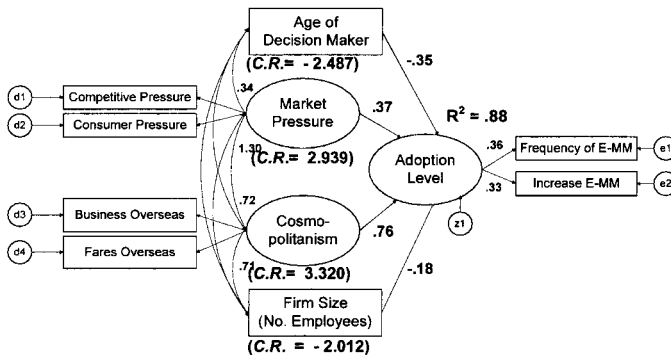 Age of
Decision Maker
(C.R.= - 2.487)
-.35
.34
d1
Competitive Pressure
d2
Consumer Pressure
Market
Pressure
.37
R² = .88
1.30
(C.R.= 2.939)
Adoption
Level
.36
Frequency of E-MM
e1
.33
Increase E-MM
e2
z1
.72
d3
Business Overseas
d4
Fares Overseas
Cosmo-
politanism
.76
.71
(C.R.= 3.320)
-.18
Firm Size
(No. Employees)
(C.R. = - 2.012)